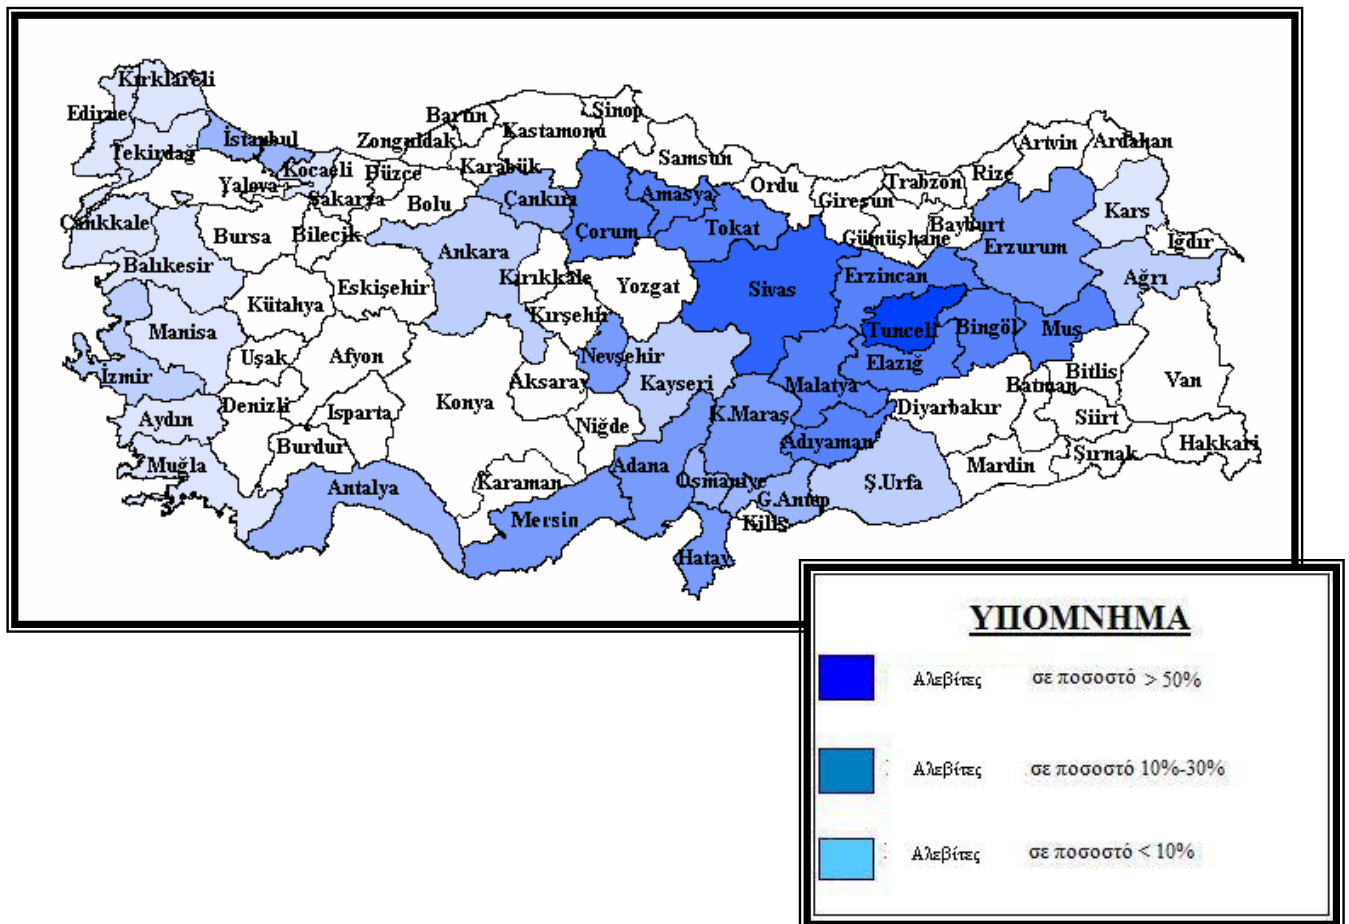 Kırklareli
Edirne
Tekirdağ
İstanbul
Kocaeli
Yalova
Sakarya
Düzce
Zonguldak
Bartın
Karabük
Kastamonu
Sinop
Samsun
Ordu
Giresun
Trabzon
Rize
Artvin
Ardahan
Kars
Iğdır
Ağrı
Erzurum
Bayburt
Gümüşhane
Erzincan
Tunceli
Bingöl
Muş
Elazığ
Sivas
Tokat
Amasya
Çorum
Çankırı
Bolu
Bilecik
Bursa
Çankkale
Balıkesir
Kütahya
Eskişehir
Ankara
Kırıkkale
Yozgat
Kırşehir
Nevşehir
Kayseri
Malatya
Diyarbakır
Batman
Bitlis
Van
Siirt
Hakkari
Şırnak
Mardin
Ş.Urfa
Adıyaman
K.Maraş
G.Antep
Kilis
Osmaniye
Hatay
Adana
Niğde
Aksaray
Konya
Karaman
Mersin
Antalya
Isparta
Burdur
Afyon
Uşak
Denizli
Manisa
İzmir
Aydın
Muğla
ΥΠΟΜΝΗΜΑ
Αλεβίτες σε ποσοστό > 50%
Αλεβίτες σε ποσοστό 10%-30%
Αλεβίτες σε ποσοστό < 10%